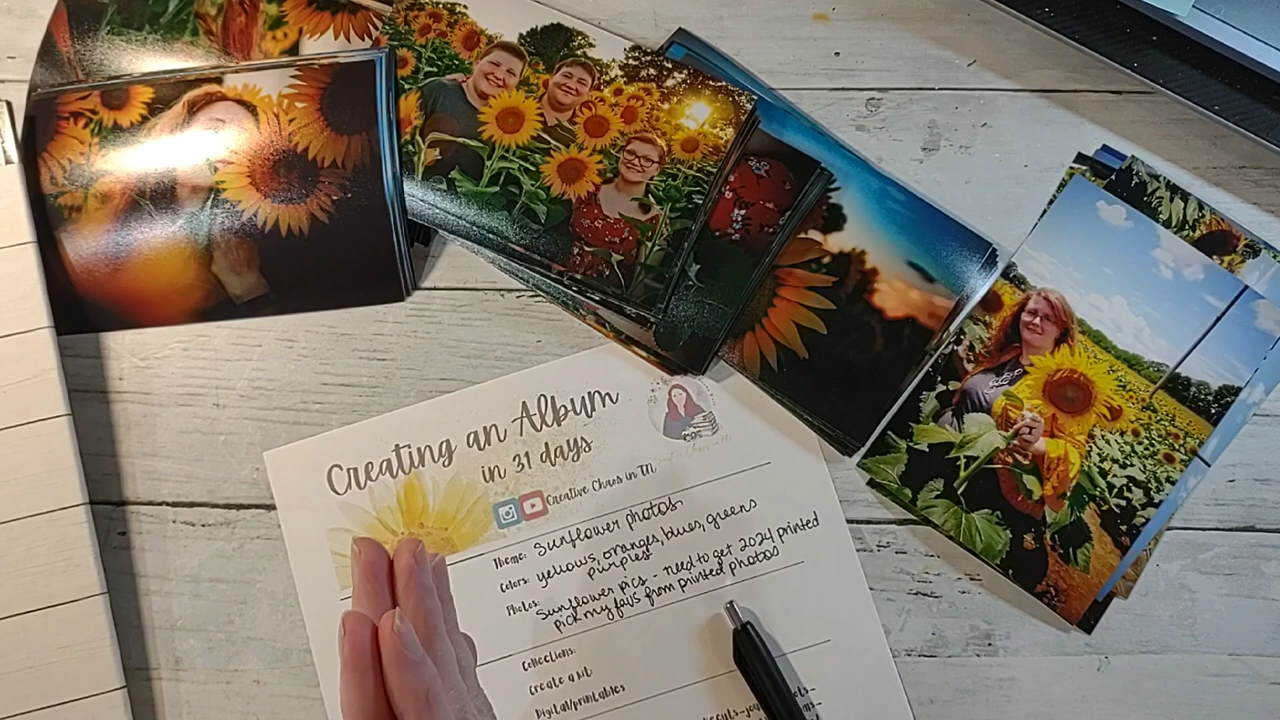 Creating an Album
in 31 days
Creative Chaos in TN
Theme: Sunflower photos
Colors: yellows, oranges, blues, greens
purples
Photos: Sunflower pics - need to get 2024 printed
pick my favs from printed photos
Collections:
Create a kit
Digital/printables